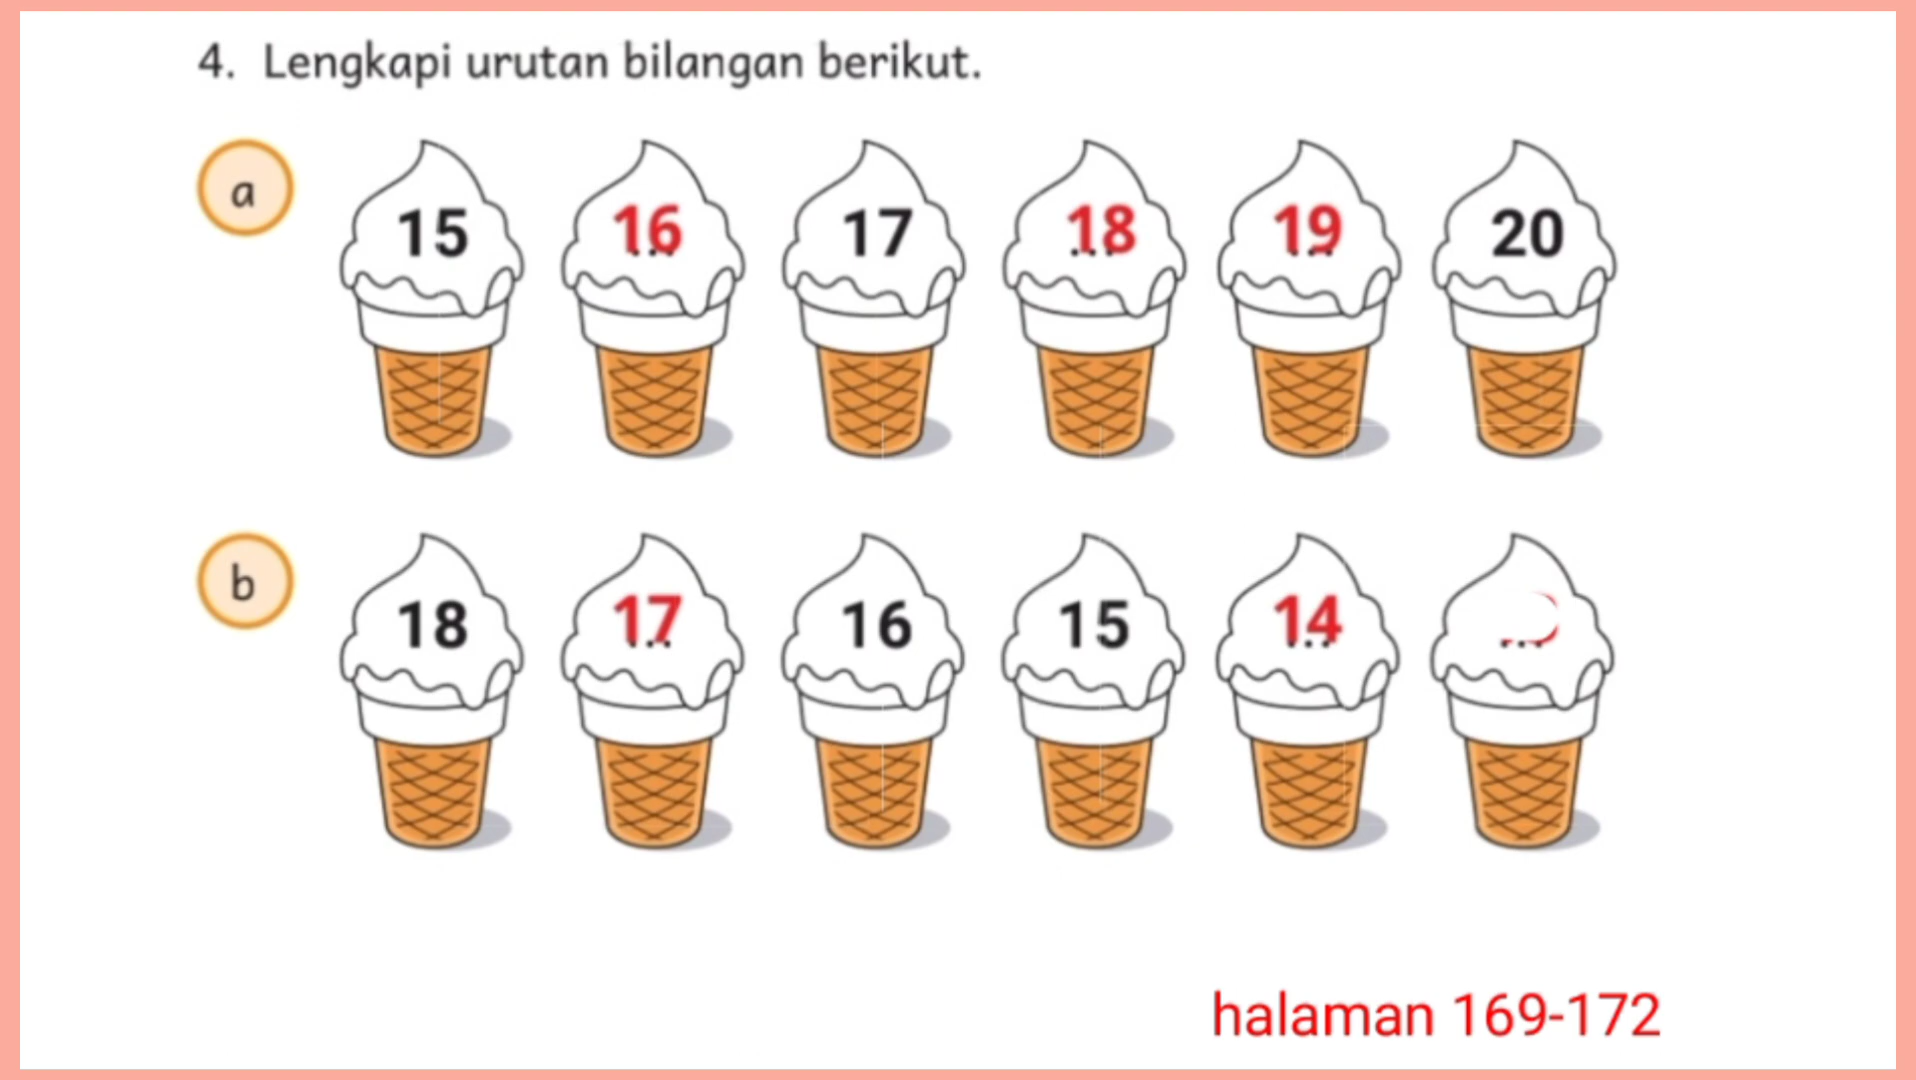 4. Lengkapi urutan bilangan berikut.
a 15 16 17 18 19 20
b 18 17 16 15 14 ...
halaman 169-172